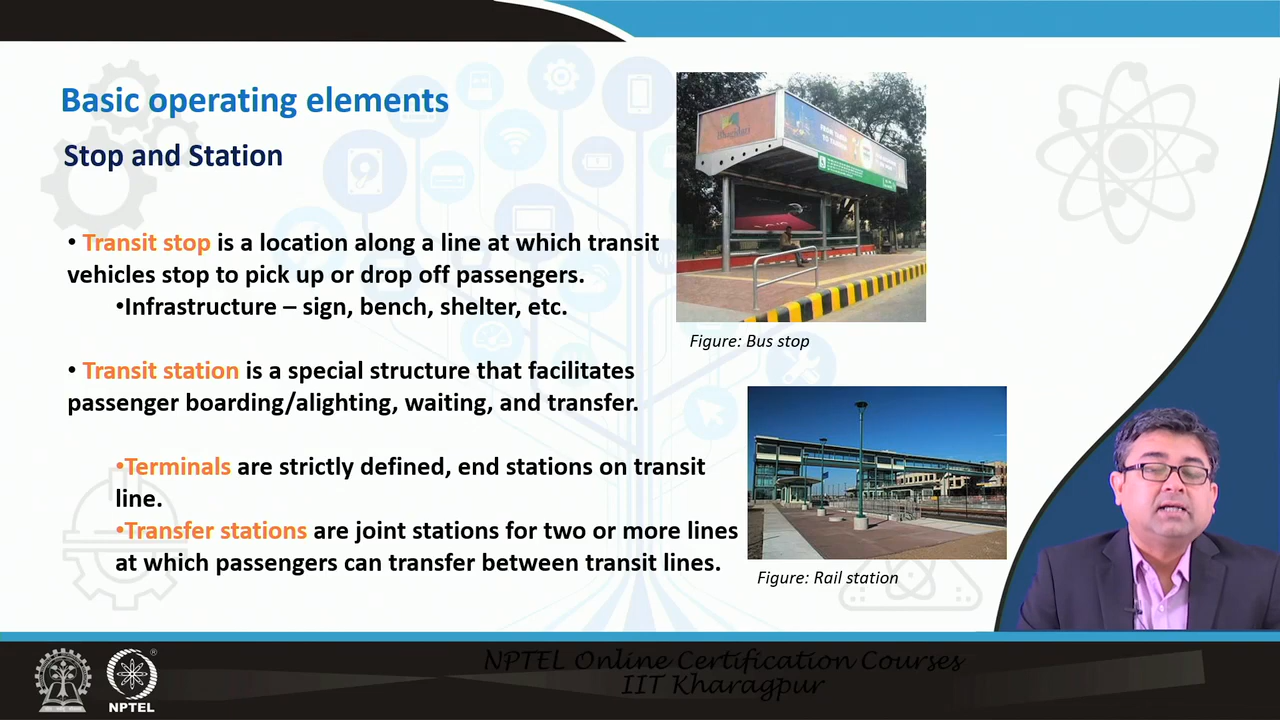 Basic operating elements
Stop and Station
• Transit stop is a location along a line at which transit
vehicles stop to pick up or drop off passengers.
•Infrastructure – sign, bench, shelter, etc.
• Transit station is a special structure that facilitates
passenger boarding/alighting, waiting, and transfer.
•Terminals are strictly defined, end stations on transit
line.
•Transfer stations are joint stations for two or more lines
at which passengers can transfer between transit lines.
Figure: Bus stop
Figure: Rail station
NPTEL Online Certification Courses
IIT Kharagpur
®
NPTEL